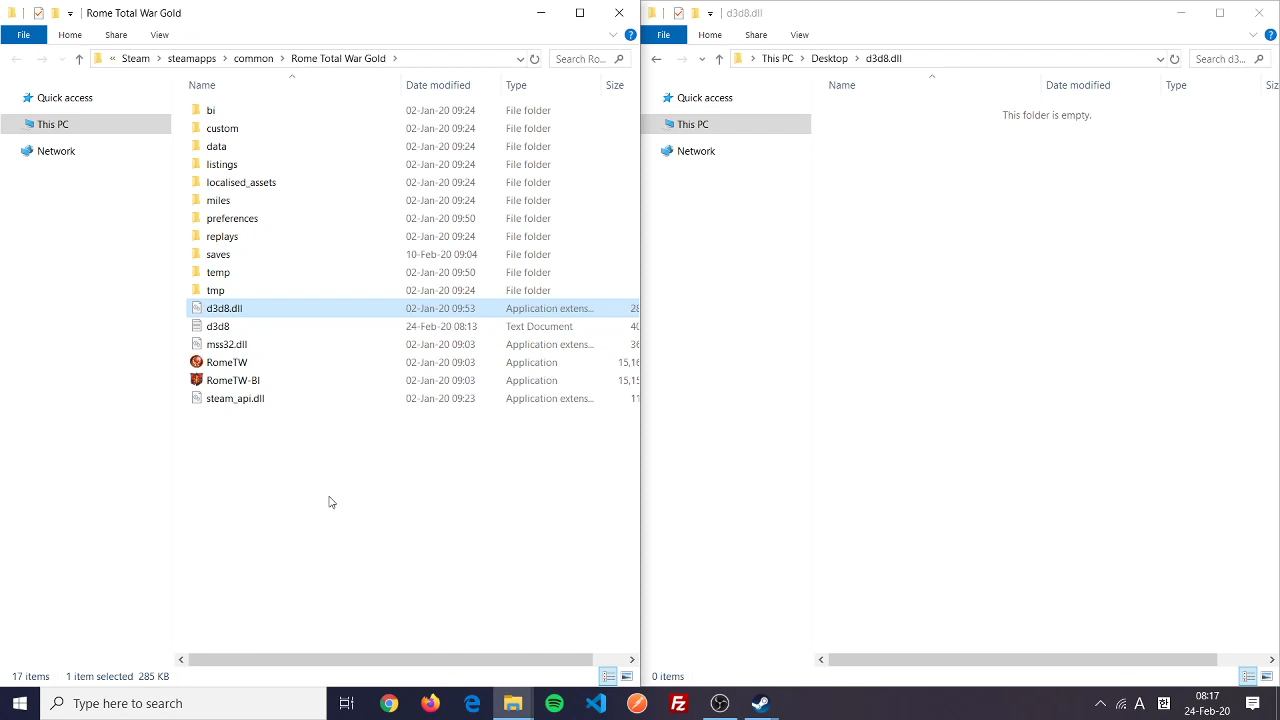 Rome Total War Gold
File Home Share View
« Steam > steamapps > common > Rome Total War Gold >
Search Ro...
Name Date modified Type Size
Quick access
This PC
Network
bi 02-Jan-20 09:24 File folder
custom 02-Jan-20 09:24 File folder
data 02-Jan-20 09:24 File folder
listings 02-Jan-20 09:24 File folder
localised_assets 02-Jan-20 09:24 File folder
miles 02-Jan-20 09:24 File folder
preferences 02-Jan-20 09:50 File folder
replays 02-Jan-20 09:24 File folder
saves 10-Feb-20 09:04 File folder
temp 02-Jan-20 09:50 File folder
tmp 02-Jan-20 09:24 File folder
d3d8.dll 02-Jan-20 09:53 Application extens... 28
d3d8 24-Feb-20 08:13 Text Document 40
mss32.dll 02-Jan-20 09:03 Application extens... 36
RomeTW 02-Jan-20 09:03 Application 15,16
RomeTW-BI 02-Jan-20 09:03 Application 15,15
steam_api.dll 02-Jan-20 09:23 Application extens... 11
17 items 1 item selected 285 KB
d3d8.dll
File Home Share View
> This PC > Desktop > d3d8.dll
Search d3...
Name Date modified Type Siz
Quick access
This PC
Network
This folder is empty.
0 items
Type here to search
A
08:17
24-Feb-20